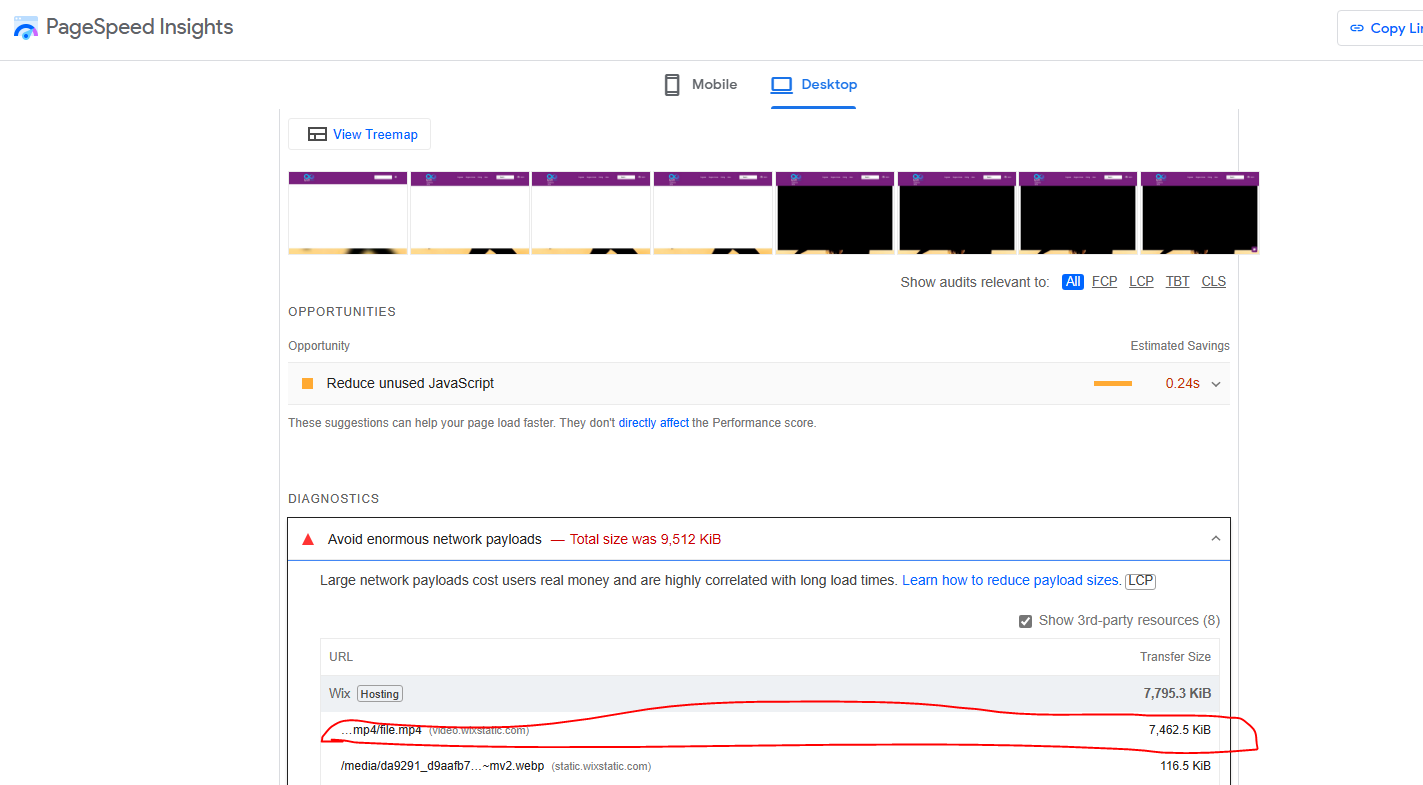 PageSpeed Insights
Copy Li
Mobile
Desktop
View Treemap
Show audits relevant to: All FCP LCP TBT CLS
OPPORTUNITIES
Opportunity Estimated Savings
Reduce unused JavaScript 0.24s
These suggestions can help your page load faster. They don't directly affect the Performance score.
DIAGNOSTICS
Avoid enormous network payloads — Total size was 9,512 KiB
Large network payloads cost users real money and are highly correlated with long load times. Learn how to reduce payload sizes. LCP
Show 3rd-party resources (8)
URL Transfer Size
Wix Hosting 7,795.3 KiB
…mp4/file.mp4 (video.wixstatic.com) 7,462.5 KiB
/media/da9291_d9aafb7…~mv2.webp (static.wixstatic.com) 116.5 KiB